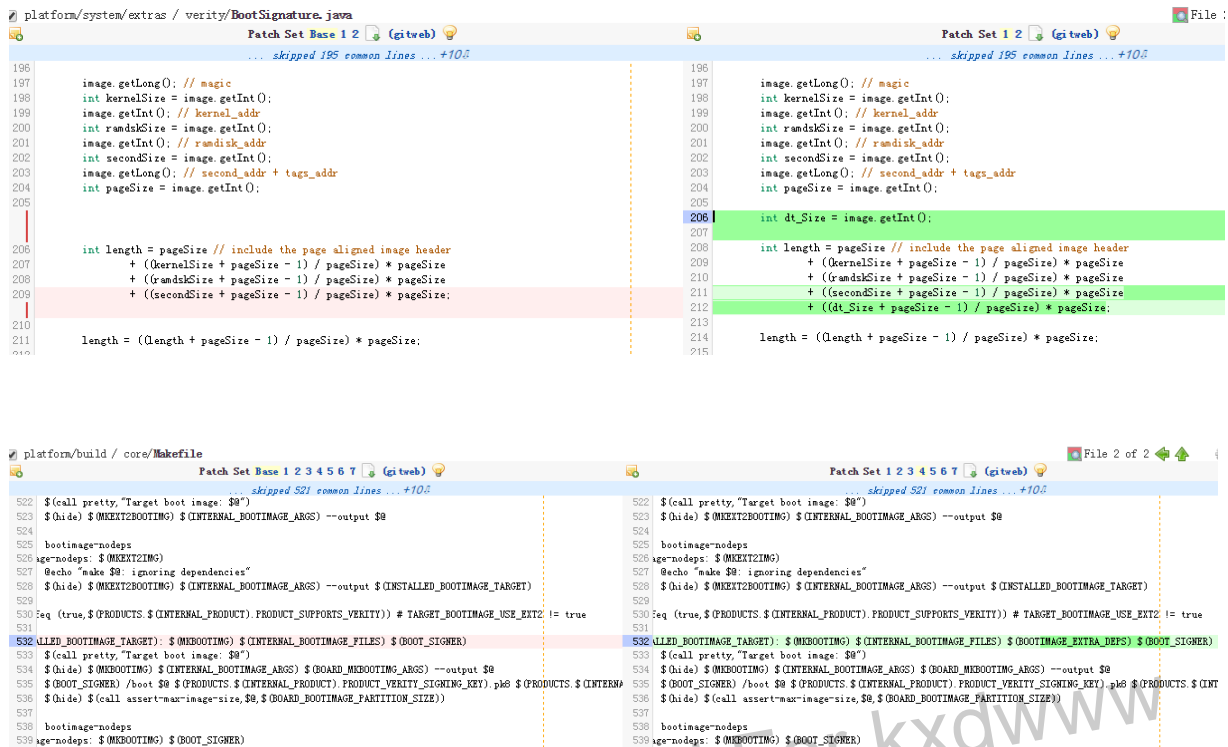 platform/system/extras / verity/BootSignature.java File
Patch Set Base 1 2 (gitweb) Patch Set 1 2 (gitweb)
... skipped 195 common lines ... +10 ... skipped 195 common lines ... +10
196 196
197 image.getLong(); // magic 197 image.getLong(); // magic
198 int kernelSize = image.getInt(); 198 int kernelSize = image.getInt();
199 image.getInt(); // kernel_addr 199 image.getInt(); // kernel_addr
200 int ramdskSize = image.getInt(); 200 int ramdskSize = image.getInt();
201 image.getInt(); // ramdisk_addr 201 image.getInt(); // ramdisk_addr
202 int secondSize = image.getInt(); 202 int secondSize = image.getInt();
203 image.getLong(); // second_addr + tags_addr 203 image.getLong(); // second_addr + tags_addr
204 int pageSize = image.getInt(); 204 int pageSize = image.getInt();
205 205
206 int dt_Size = image.getInt();
207
206 int length = pageSize // include the page aligned image header 208 int length = pageSize // include the page aligned image header
207 + ((kernelSize + pageSize - 1) / pageSize) * pageSize 209 + ((kernelSize + pageSize - 1) / pageSize) * pageSize
208 + ((ramdskSize + pageSize - 1) / pageSize) * pageSize 210 + ((ramdskSize + pageSize - 1) / pageSize) * pageSize
209 + ((secondSize + pageSize - 1) / pageSize) * pageSize; 211 + ((secondSize + pageSize - 1) / pageSize) * pageSize
212 + ((dt_Size + pageSize - 1) / pageSize) * pageSize;
210 213
211 length = ((length + pageSize - 1) / pageSize) * pageSize; 214 length = ((length + pageSize - 1) / pageSize) * pageSize;
215
platform/build / core/Makefile File 2 of 2
Patch Set Base 1 2 3 4 5 6 7 (gitweb) Patch Set 1 2 3 4 5 6 7 (gitweb)
... skipped 521 common lines ... +10 ... skipped 521 common lines ... +10
522 $(call pretty,"Target boot image: $@") 522 $(call pretty,"Target boot image: $@")
523 $(hide) $(MKEXT2BOOTIMG) $(INTERNAL_BOOTIMAGE_ARGS) --output $@ 523 $(hide) $(MKEXT2BOOTIMG) $(INTERNAL_BOOTIMAGE_ARGS) --output $@
524 524
525 bootimage-nodeps 525 bootimage-nodeps
526 age-nodeps: $(MKEXT2IMG) 526 age-nodeps: $(MKEXT2IMG)
527 @echo "make $@: ignoring dependencies" 527 @echo "make $@: ignoring dependencies"
528 $(hide) $(MKEXT2BOOTIMG) $(INTERNAL_BOOTIMAGE_ARGS) --output $(INSTALLED_BOOTIMAGE_TARGET) 528 $(hide) $(MKEXT2BOOTIMG) $(INTERNAL_BOOTIMAGE_ARGS) --output $(INSTALLED_BOOTIMAGE_TARGET)
529 529
530 feq (true,$(PRODUCTS.$(INTERNAL_PRODUCT).PRODUCT_SUPPORTS_VERITY)) # TARGET_BOOTIMAGE_USE_EXT2 != true 530 feq (true,$(PRODUCTS.$(INTERNAL_PRODUCT).PRODUCT_SUPPORTS_VERITY)) # TARGET_BOOTIMAGE_USE_EXT2 != true
531 531
532 LLED_BOOTIMAGE_TARGET): $(MKBOOTIMG) $(INTERNAL_BOOTIMAGE_FILES) $(BOOT_SIGNER) 532 LLED_BOOTIMAGE_TARGET): $(MKBOOTIMG) $(INTERNAL_BOOTIMAGE_FILES) $(BOOTIMAGE_EXTRA_DEPS) $(BOOT_SIGNER)
533 $(call pretty,"Target boot image: $@") 533 $(call pretty,"Target boot image: $@")
534 $(hide) $(MKBOOTIMG) $(INTERNAL_BOOTIMAGE_ARGS) $(BOARD_MKBOOTIMG_ARGS) --output $@ 534 $(hide) $(MKBOOTIMG) $(INTERNAL_BOOTIMAGE_ARGS) $(BOARD_MKBOOTIMG_ARGS) --output $@
535 $(BOOT_SIGNER) /boot $@ $(PRODUCTS.$(INTERNAL_PRODUCT).PRODUCT_VERITY_SIGNING_KEY).pk8 $(PRODUCTS.$(INTERNA 535 $(BOOT_SIGNER) /boot $@ $(PRODUCTS.$(INTERNAL_PRODUCT).PRODUCT_VERITY_SIGNING_KEY).pk8 $(PRODUCTS.$(INT
536 $(hide) $(call assert-max-image-size,$@,$(BOARD_BOOTIMAGE_PARTITION_SIZE)) 536 $(hide) $(call assert-max-image-size,$@,$(BOARD_BOOTIMAGE_PARTITION_SIZE))
537 537
538 bootimage-nodeps 538 bootimage-nodeps
539 age-nodeps: $(MKBOOTIMG) $(BOOT_SIGNER) 539 age-nodeps: $(MKBOOTIMG) $(BOOT_SIGNER)
For kxdwww